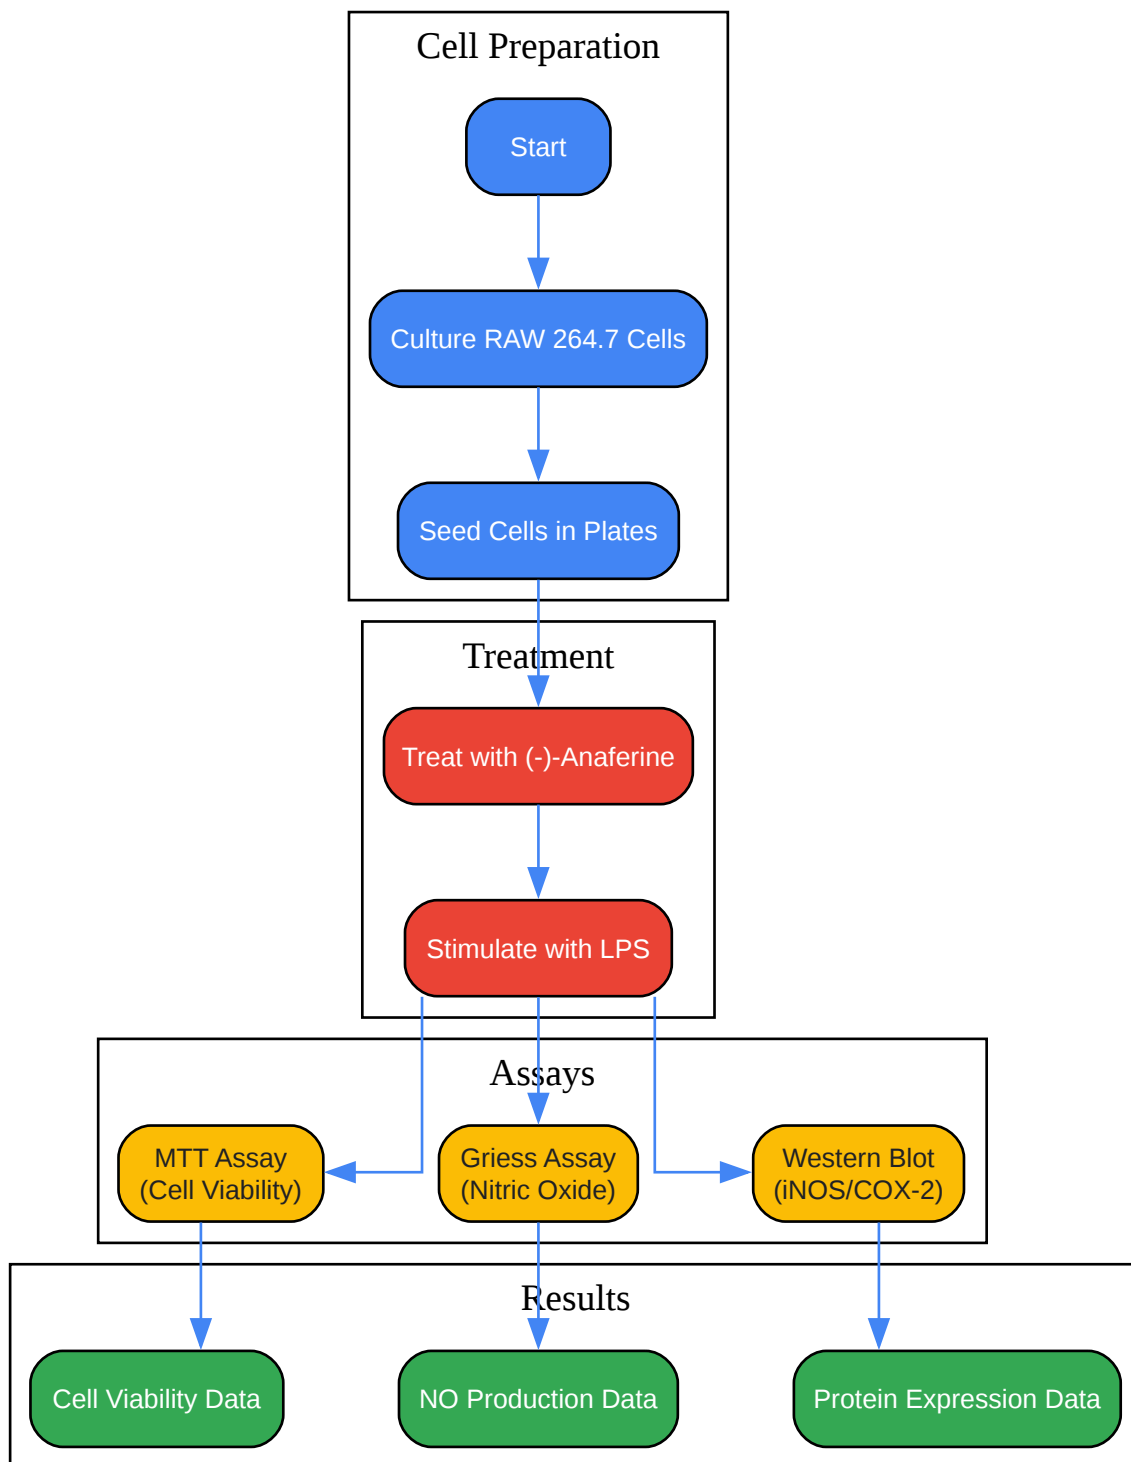 Cell Preparation
Start
Culture RAW 264.7 Cells
Seed Cells in Plates
Treatment
Treat with (-)-Anaferine
Stimulate with LPS
Assays
MTT Assay
(Cell Viability)
Griess Assay
(Nitric Oxide)
Western Blot
(iNOS/COX-2)
Results
Cell Viability Data
NO Production Data
Protein Expression Data